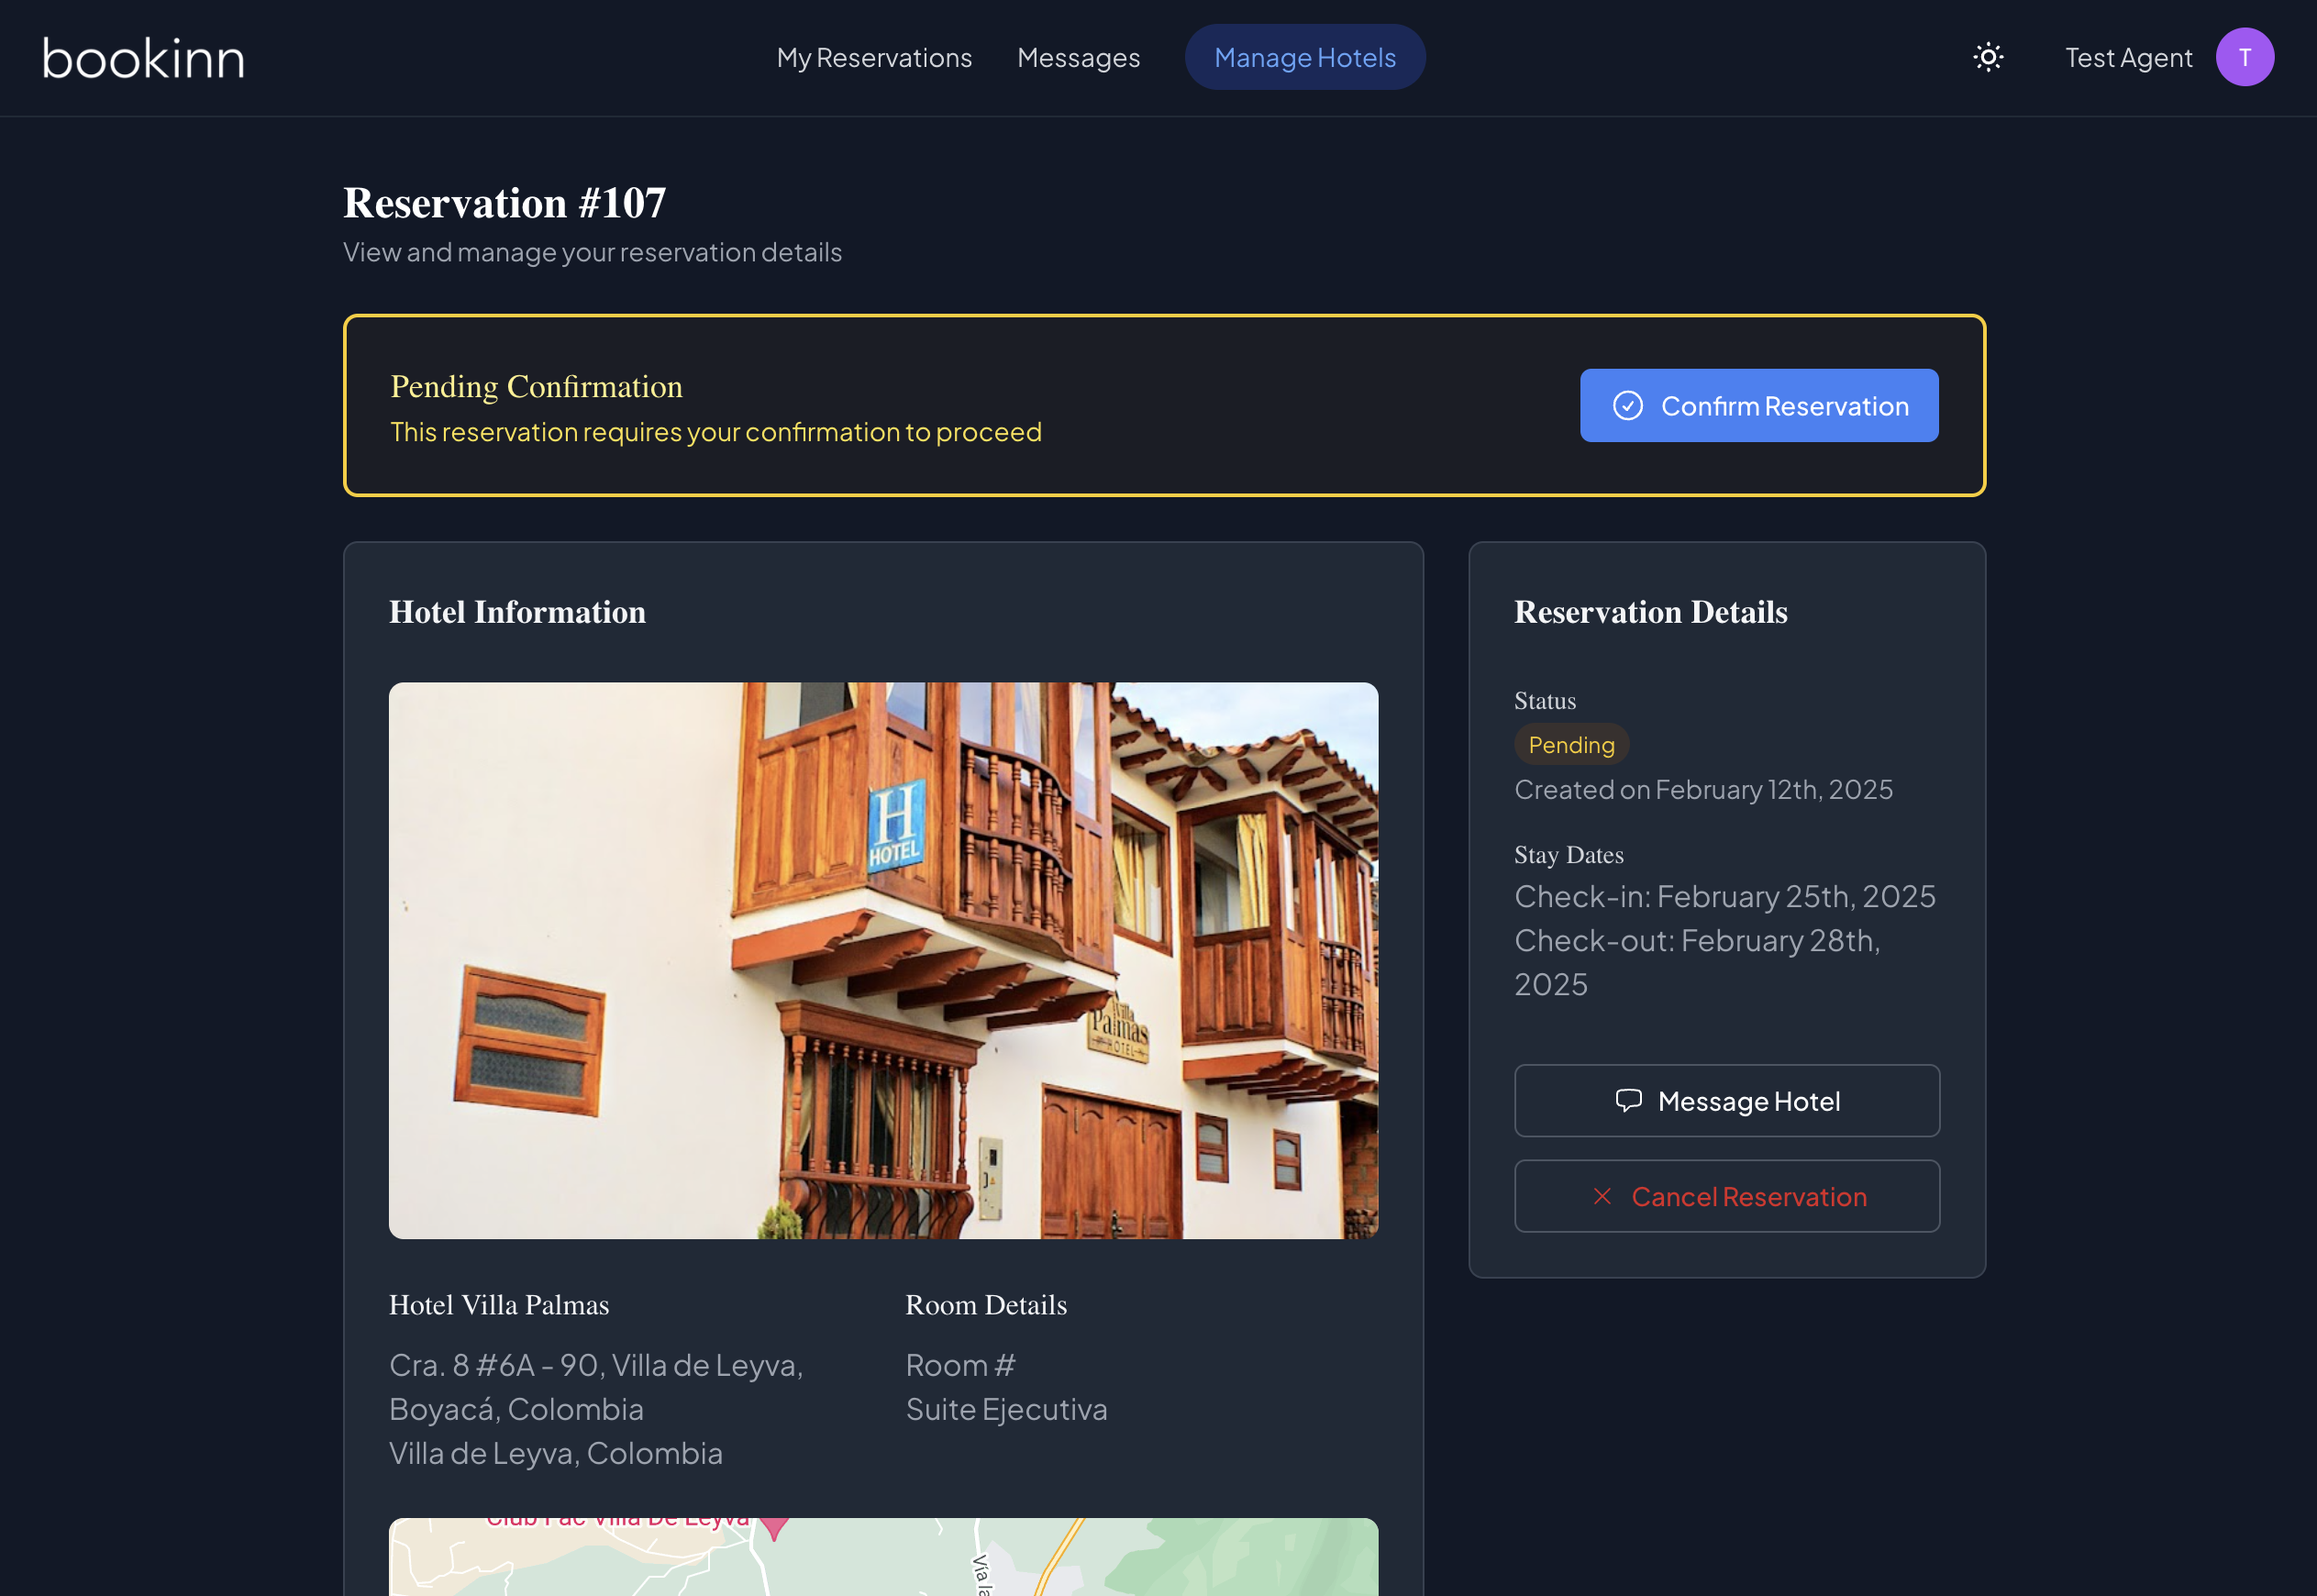 bookinn
My Reservations
Messages
Manage Hotels
Test Agent
T
Reservation #107
View and manage your reservation details
Pending Confirmation
This reservation requires your confirmation to proceed
Confirm Reservation
Hotel Information
H
HOTEL
Villa
Palmas
HOTEL
Hotel Villa Palmas
Cra. 8 #6A - 90, Villa de Leyva,
Boyacá, Colombia
Villa de Leyva, Colombia
Room Details
Room #
Suite Ejecutiva
Club Fac Villa De Leyva
Vía la
Reservation Details
Status
Pending
Created on February 12th, 2025
Stay Dates
Check-in: February 25th, 2025
Check-out: February 28th,
2025
Message Hotel
Cancel Reservation